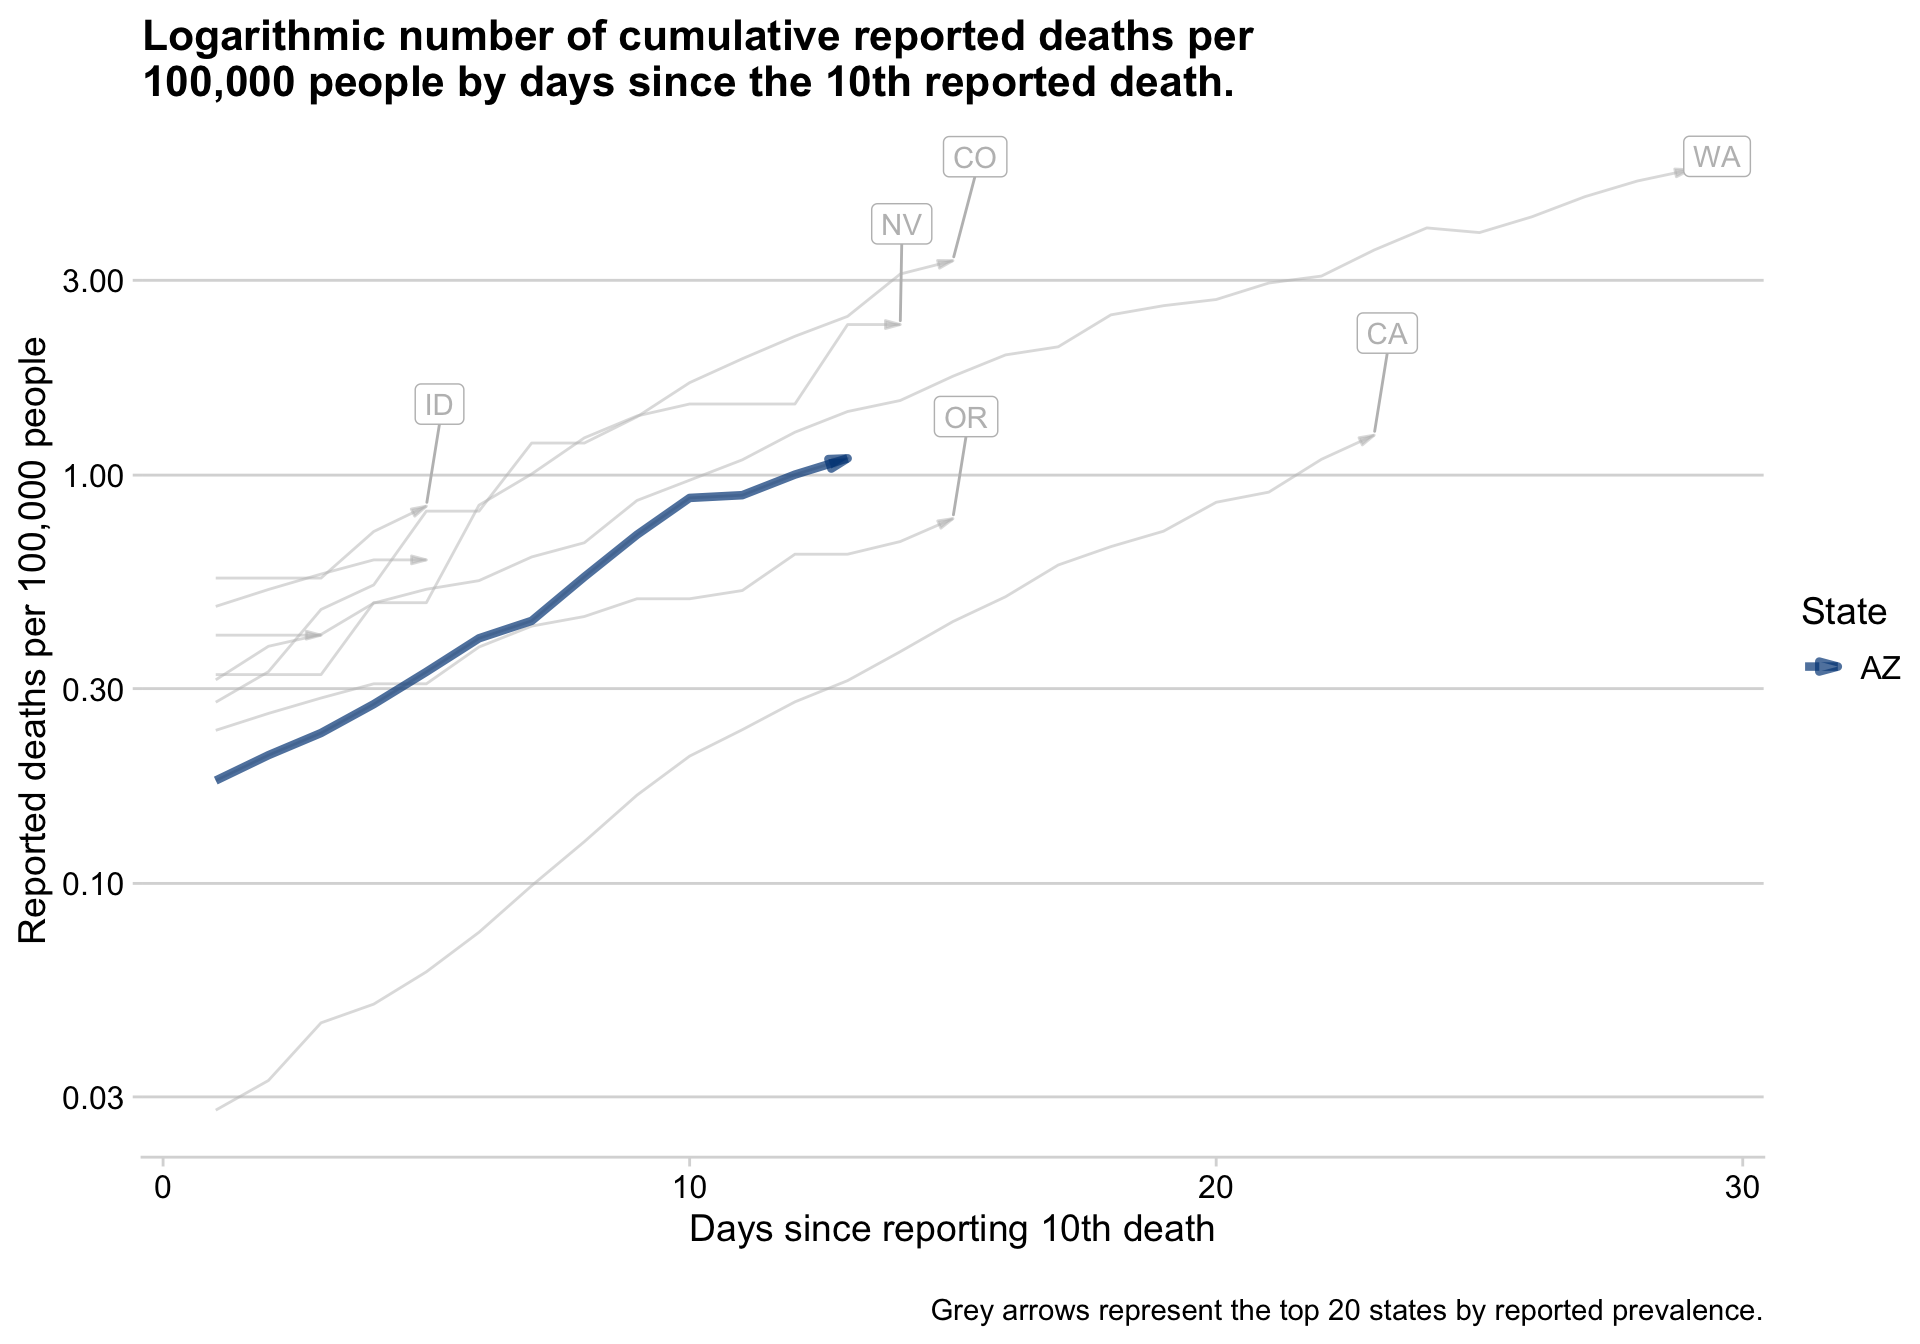 Logarithmic number of cumulative reported deaths per
100,000 people by days since the 10th reported death.
CO
WA
NV
3.00
CA
ID
OR
1.00
Reported deaths per 100,000 people
State
AZ
0.30
0.10
0.03
0
10
20
30
Days since reporting 10th death
Grey arrows represent the top 20 states by reported prevalence.